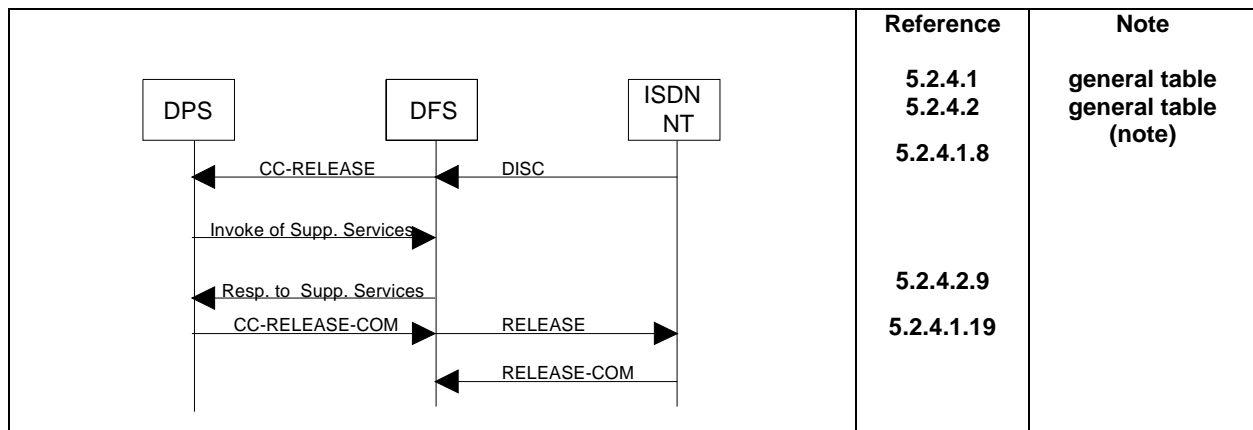 Reference Note
5.2.4.1 general table
5.2.4.2 general table
(note)
DPS DFS ISDN
NT
5.2.4.1.8
CC-RELEASE DISC
Invoke of Supp. Services
5.2.4.2.9
Resp. to Supp. Services
CC-RELEASE-COM RELEASE 5.2.4.1.19
RELEASE-COM